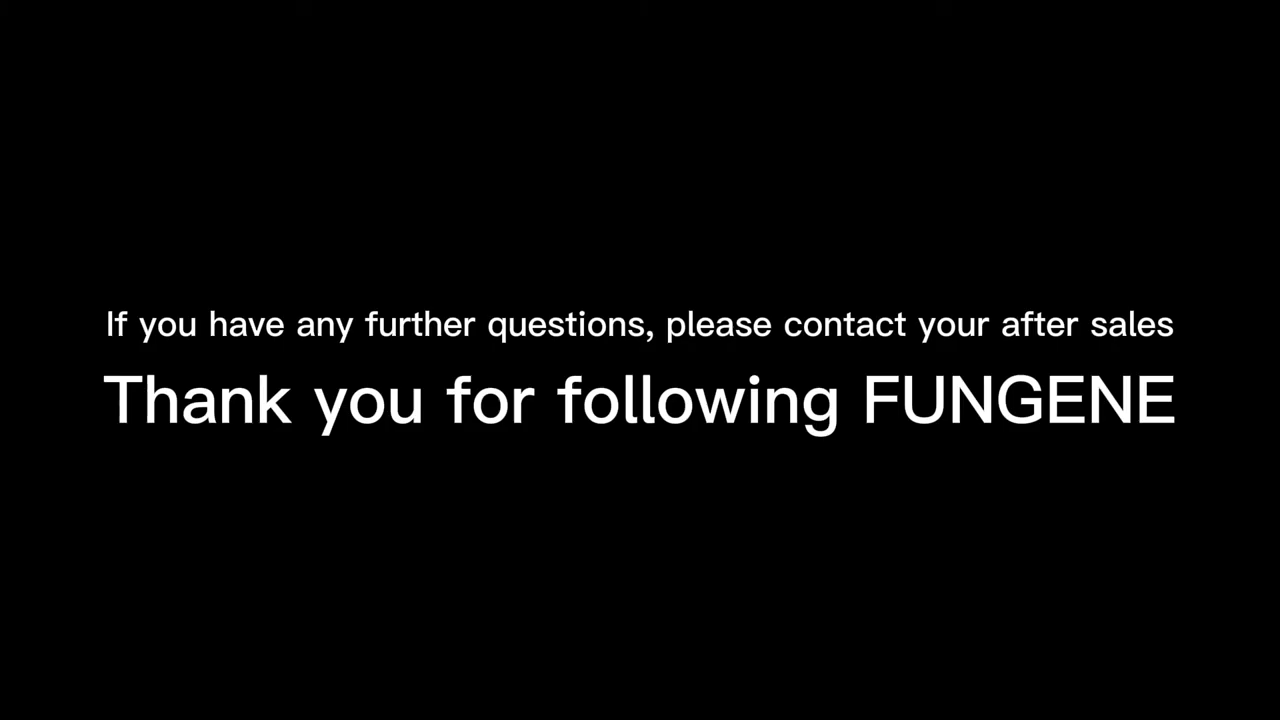 If you have any further questions, please contact your after sales
Thank you for following FUNGENE